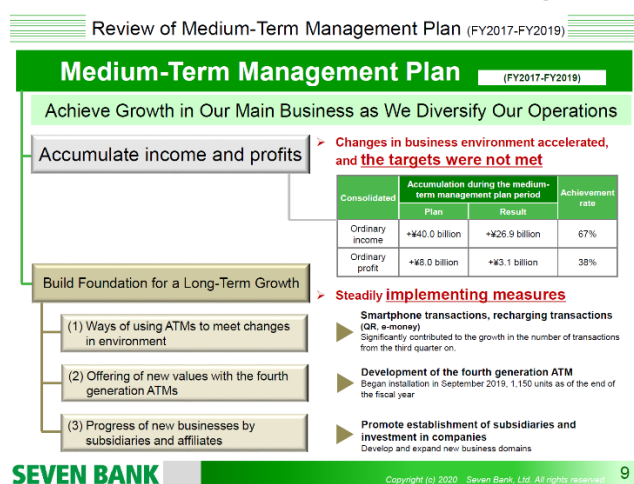 Review of Medium-Term Management Plan (FY2017-FY2019)
Medium-Term Management Plan (FY2017-FY2019)
Achieve Growth in Our Main Business as We Diversify Our Operations
Accumulate income and profits
➢ Changes in business environment accelerated,
and the targets were not met
Consolidated
Accumulation during the medium-
term management plan period
Achievement
rate
Plan
Result
Ordinary
income
+¥40.0 billion
+¥26.9 billion
67%
Ordinary
profit
+¥8.0 billion
+¥3.1 billion
38%
Build Foundation for a Long-Term Growth
➢ Steadily implementing measures
(1) Ways of using ATMs to meet changes
in environment
Smartphone transactions, recharging transactions
(QR, e-money)
Significantly contributed to the growth in the number of transactions
from the third quarter on.
(2) Offering of new values with the fourth
generation ATMs
Development of the fourth generation ATM
Began installation in September 2019, 1,150 units as of the end of
the fiscal year
(3) Progress of new businesses by
subsidiaries and affiliates
Promote establishment of subsidiaries and
investment in companies
Develop and expand new business domains
SEVEN BANK
Copyright (c) 2020 Seven Bank, Ltd. All rights reserved
9